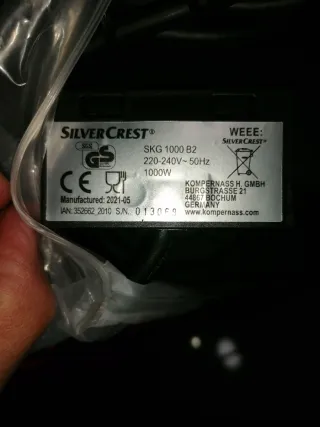 SILVERCREST® WEEE:
SKG 1000 B2 SILVERCREST®
GS
220-240V~ 50Hz
1000W
CE
KOMPERNASS H. GMBH
BURGSTRASSE 21
44867 BOCHUM
GERMANY
www.kompernass.com
Manufactured: 2021-05
IAN: 352662_2010 S/N.: